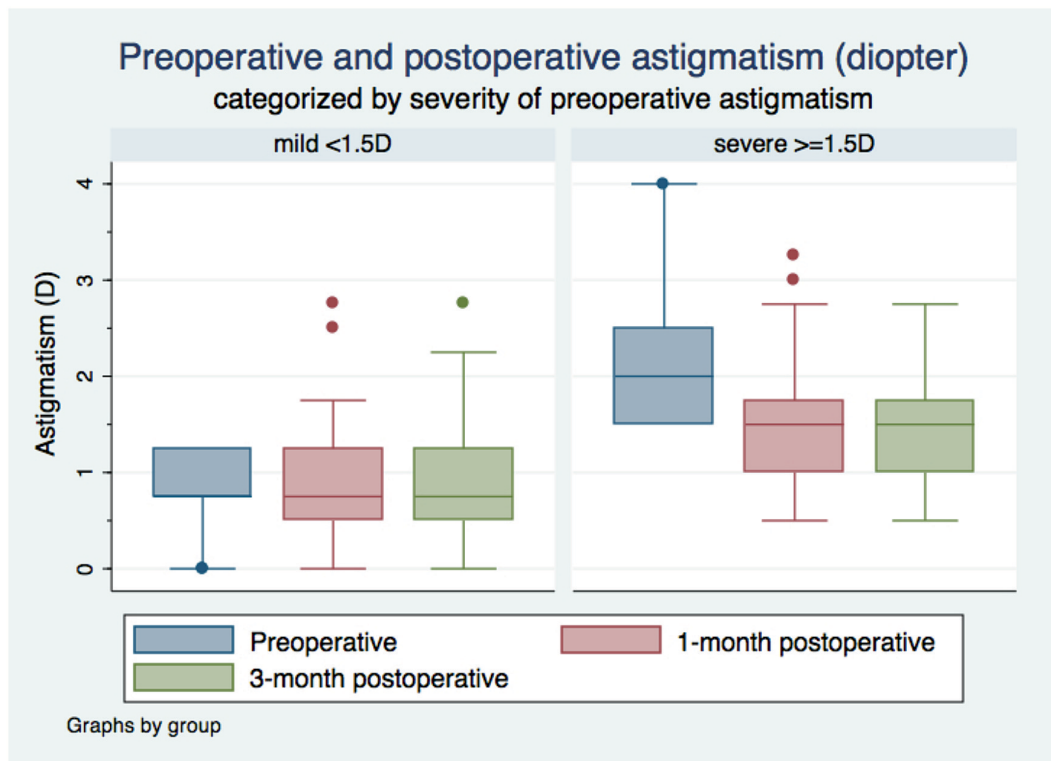 Preoperative and postoperative astigmatism (diopter)
categorized by severity of preoperative astigmatism
mild <1.5D
severe >=1.5D
Astigmatism (D)
4
3
2
1
0
Preoperative
1-month postoperative
3-month postoperative
Graphs by group